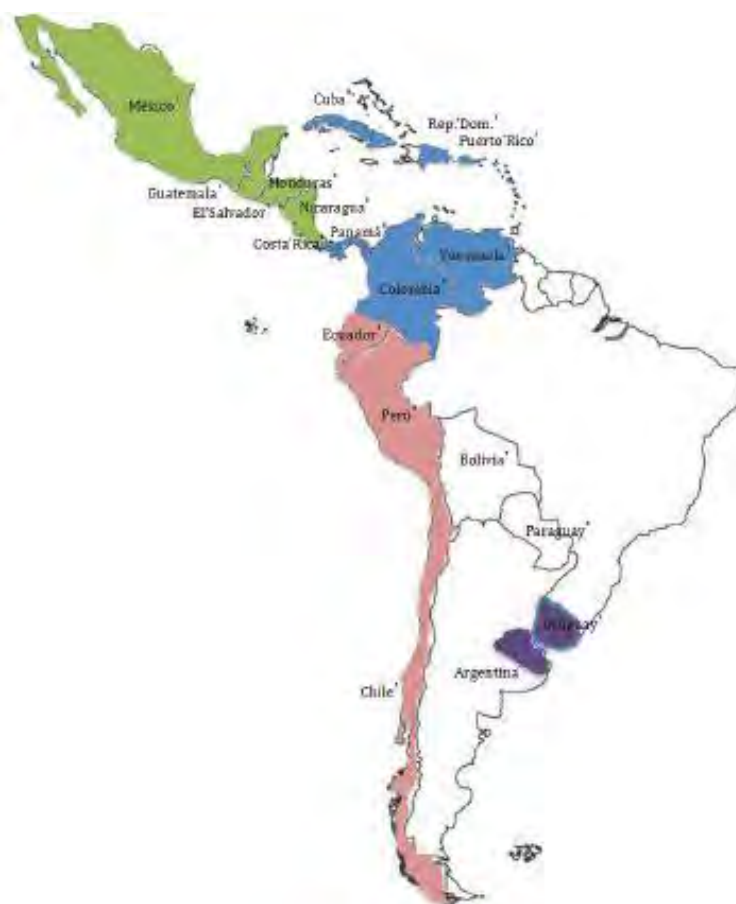 México
Cuba
Rep. Dom.
Puerto Rico
Guatemala
Honduras
El Salvador
Nicaragua
Costa Rica
Panamá
Venezuela
Colombia
Ecuador
Perú
Bolivia
Paraguay
Uruguay
Argentina
Chile